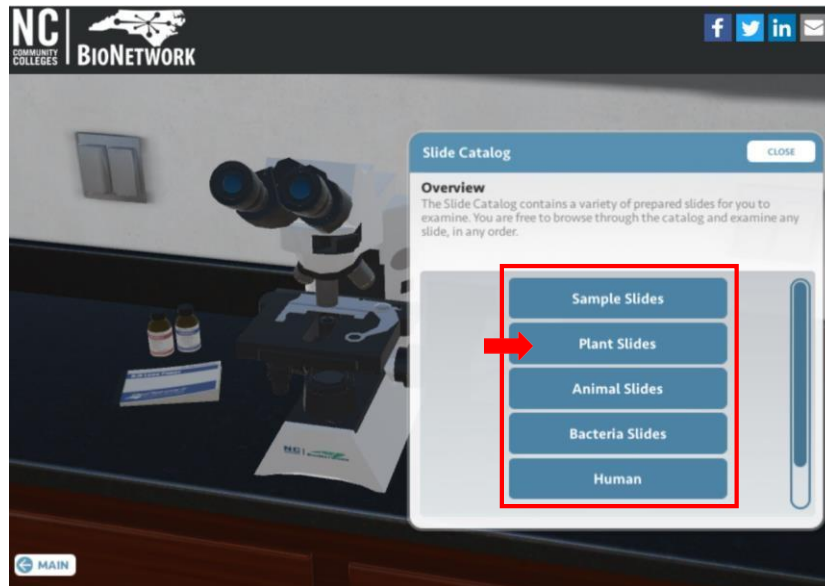 NC
COMMUNITY
COLLEGES
BIONETWORK
Slide Catalog
CLOSE
Overview
The Slide Catalog contains a variety of prepared slides for you to
examine. You are free to browse through the catalog and examine any
slide, in any order.
Sample Slides
Plant Slides
Animal Slides
Bacteria Slides
Human
NC
MAIN